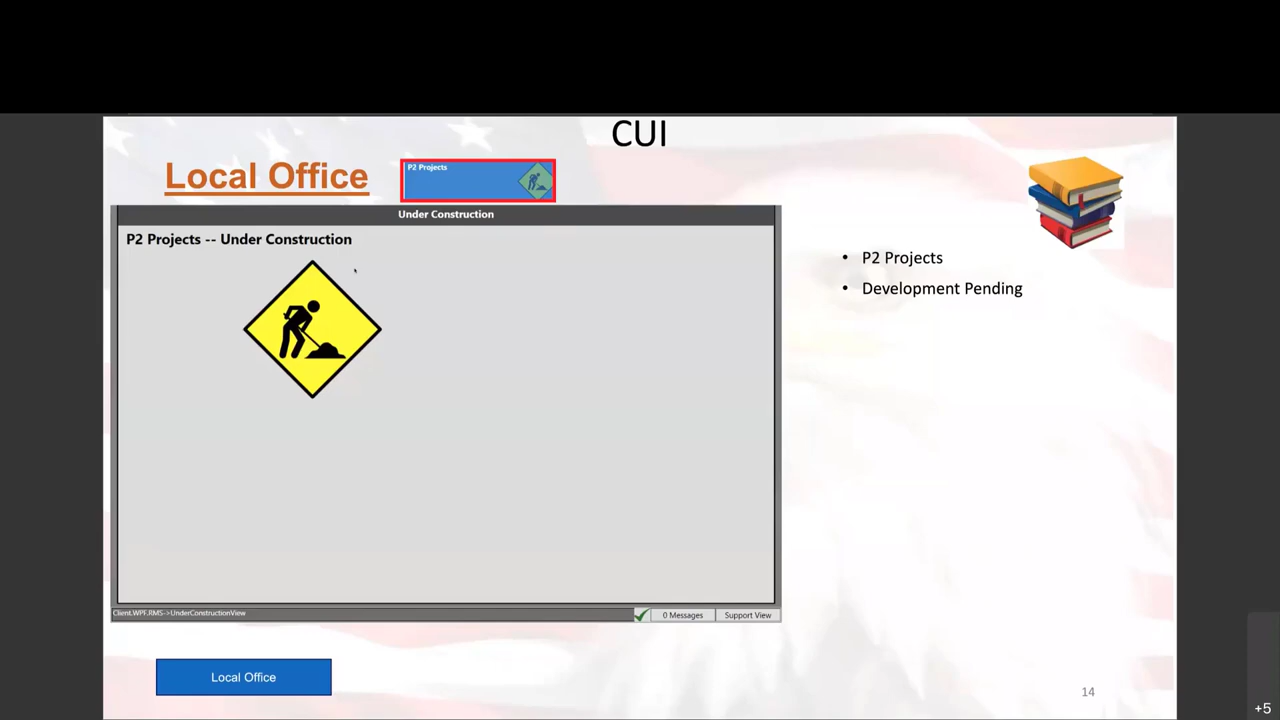 CUI
Local Office
P2 Projects
Under Construction
P2 Projects -- Under Construction
• P2 Projects
• Development Pending
Client.WPF.RMS->UnderConstructionView
0 Messages
Support View
Local Office
14
+5